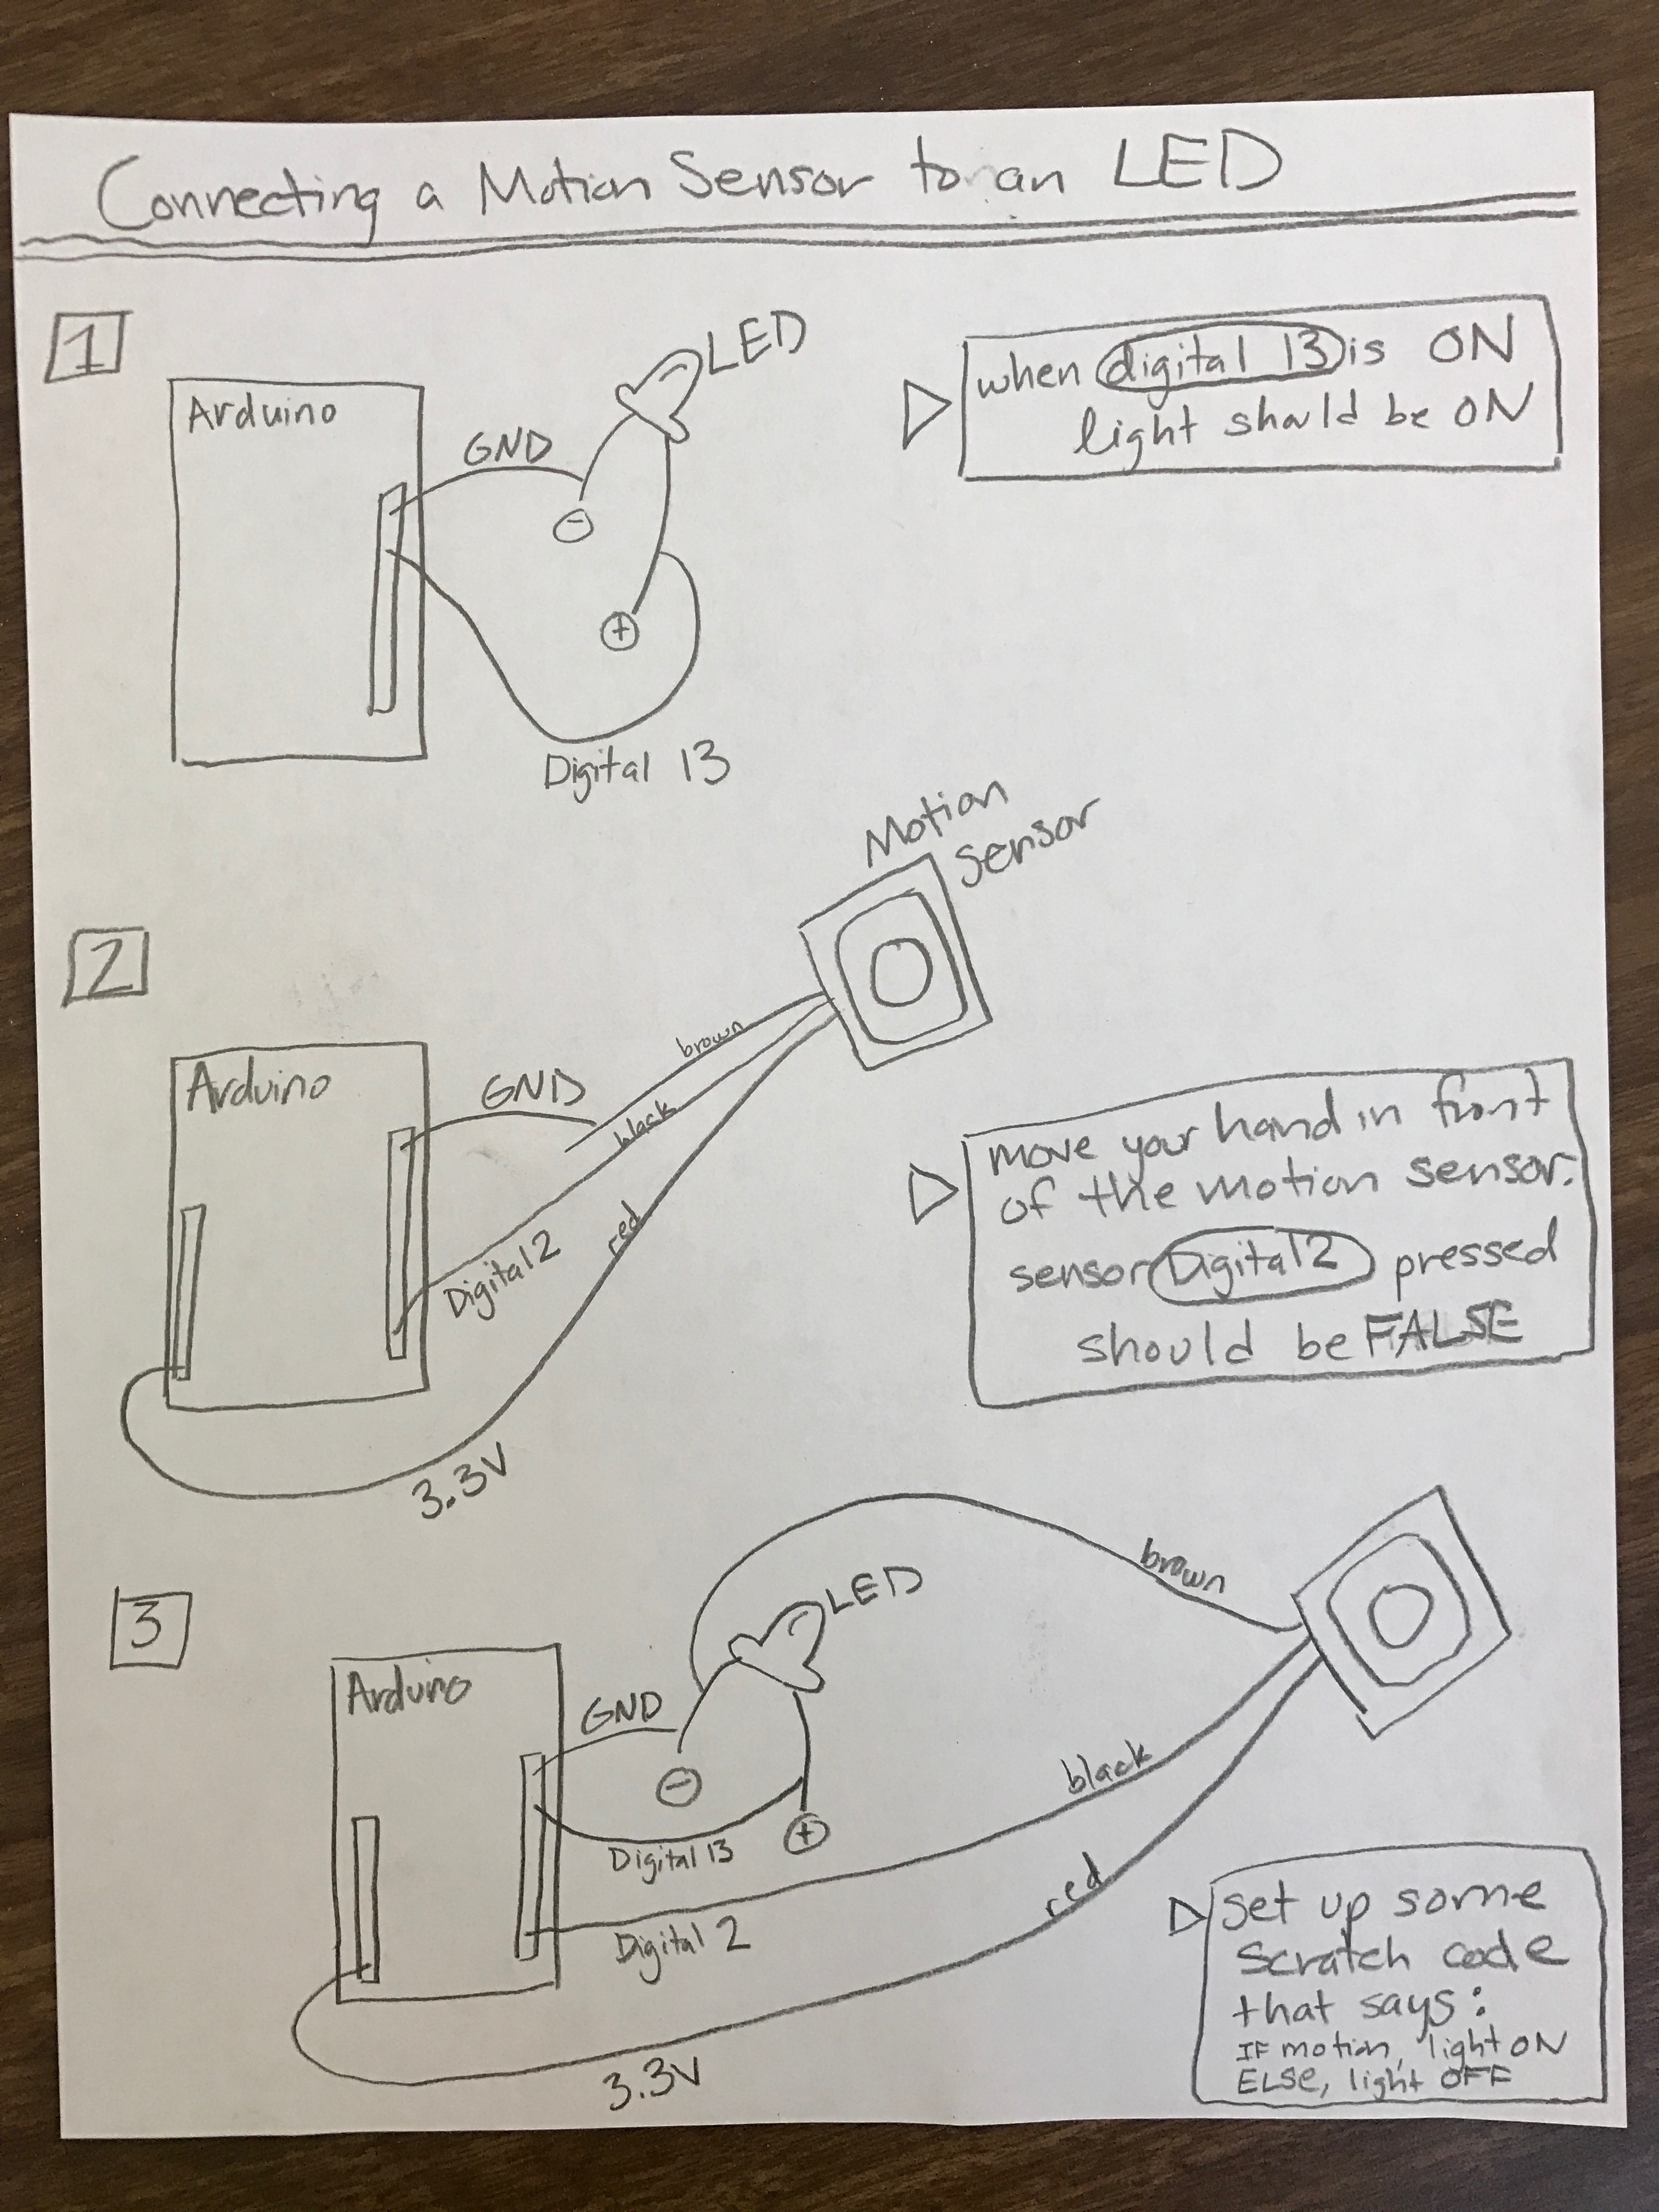 Connecting a Motion Sensor to an LED
1
LED
Arduino
GND
-
+
Digital 13
when digital 13 is ON
light should be ON
2
Motion
Sensor
Arduino
GND
brown
black
red
Digital 2
3.3V
move your hand in front
of the motion sensor.
sensor Digital 2 pressed
should be FALSE
3
LED
brown
Arduino
GND
-
+
Digital 13
black
red
Digital 2
3.3V
set up some
scratch code
that says:
IF motion, light ON
ELSE, light OFF